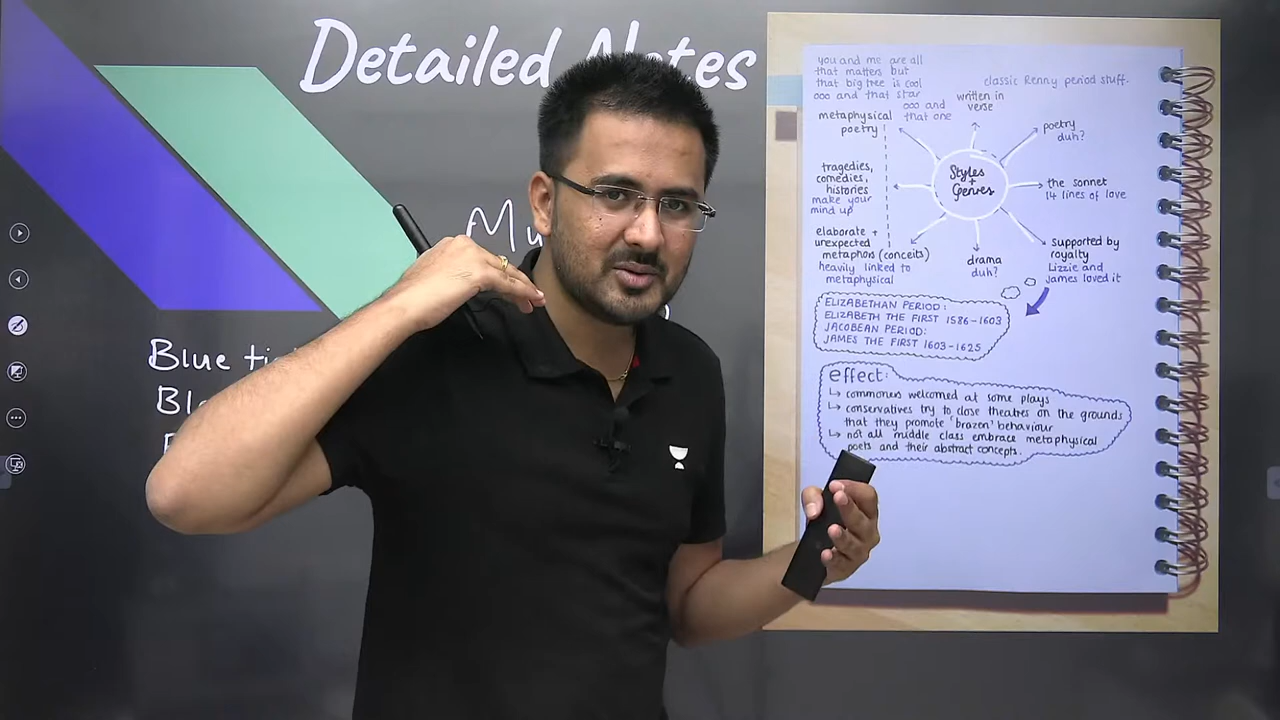 Detailed Notes
Blue
you and me are all
that matters but
that big tree is cool
ooo and that star
ooo and
that one
classic Renny period stuff.
written in
verse
metaphysical
poetry
poetry
duh?
tragedies,
comedies,
histories
make your
mind up
Styles
+
Genres
the sonnet
14 lines of love
elaborate +
unexpected
metaphors (conceits)
heavily linked to
metaphysical
drama
duh?
supported by
royalty
Lizzie and
James loved it
ELIZABETHAN PERIOD:
ELIZABETH THE FIRST 1586-1603
JACOBEAN PERIOD:
JAMES THE FIRST 1603-1625
effect:
↳ commoners welcomed at some plays
↳ conservatives try to close theatres on the grounds
that they promote 'brazen' behaviour
↳ not all middle class embrace metaphysical
poets and their abstract concepts.